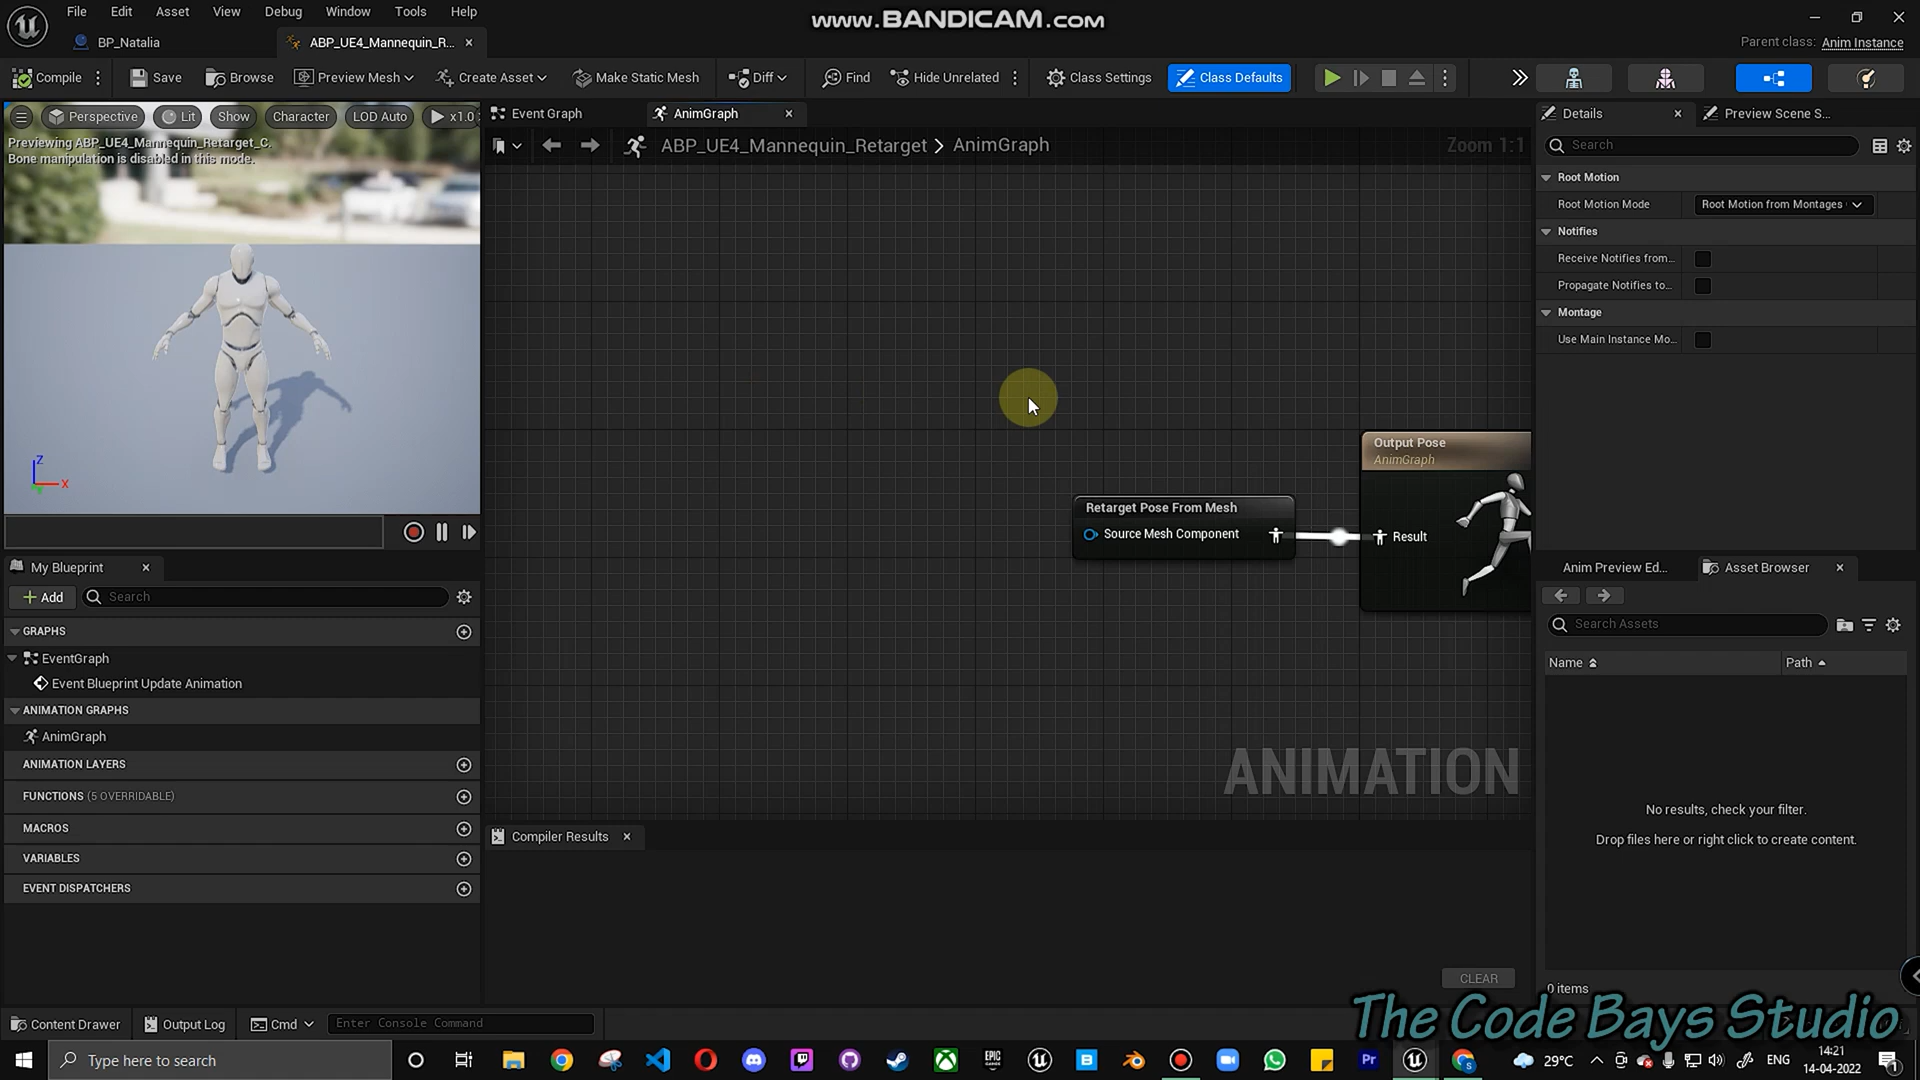 File Edit Asset View Debug Window Tools Help
www.BANDICAM.com
BP_Natalia
ABP_UE4_Mannequin_R...
Parent class: Anim Instance
Compile Save Browse Preview Mesh Create Asset Make Static Mesh Diff Find Hide Unrelated Class Settings Class Defaults
Perspective Lit Show Character LOD Auto x1.0
Previewing ABP_UE4_Mannequin_Retarget_C.
Bone manipulation is disabled in this mode.
Z
X
Event Graph
AnimGraph
ABP_UE4_Mannequin_Retarget > AnimGraph
Zoom 1:1
Retarget Pose From Mesh
Source Mesh Component
Output Pose
AnimGraph
Result
ANIMATION
Details
Preview Scene S...
Search
Root Motion
Root Motion Mode
Root Motion from Montages
Notifies
Receive Notifies from...
Propagate Notifies to...
Montage
Use Main Instance Mo...
My Blueprint
Add
Search
GRAPHS
EventGraph
Event Blueprint Update Animation
ANIMATION GRAPHS
AnimGraph
ANIMATION LAYERS
FUNCTIONS (5 OVERRIDABLE)
MACROS
VARIABLES
EVENT DISPATCHERS
Compiler Results
CLEAR
Anim Preview Ed...
Asset Browser
Search Assets
Name
Path
No results, check your filter.
Drop files here or right click to create content.
0 items
Content Drawer Output Log Cmd Enter Console Command
The Code Bays Studio
Type here to search
EPIC
GAMES
Pr
29°C
ENG
14:21
14-04-2022
1